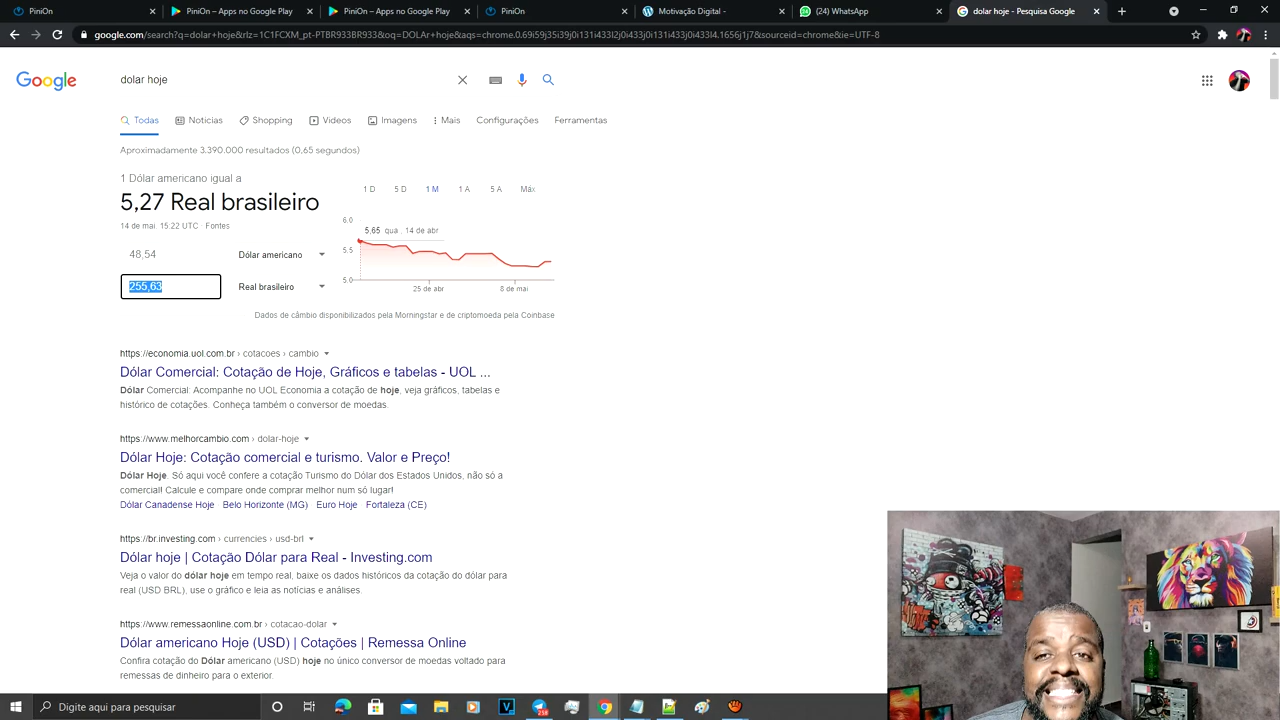 PiniOn
PiniOn – Apps no Google Play
PiniOn – Apps no Google Play
PiniOn
Motivação Digital -
(24) WhatsApp
dolar hoje - Pesquisa Google
google.com/search?q=dolar+hoje&rlz=1C1FCXM_pt-PTBR933BR933&oq=DOLAr+hoje&aqs=chrome.0.69i59j35i39j0i131i433l2j0i433j0i131i433j0i433l4.1656j1j7&sourceid=chrome&ie=UTF-8
Google
dolar hoje
Todas Notícias Shopping Vídeos Imagens Mais Configurações Ferramentas
Aproximadamente 3.390.000 resultados (0,65 segundos)
1 Dólar americano igual a
5,27 Real brasileiro
14 de mai. 15:22 UTC · Fontes
48,54 Dólar americano
255,63 Real brasileiro
1 D 5 D 1 M 1 A 5 A Máx
6.0
5,65 qua., 14 de abr
5.5
5.0
25 de abr 8 de mai
Dados de câmbio disponibilizados pela Morningstar e de criptomoeda pela Coinbase
https://economia.uol.com.br › cotacoes › cambio
Dólar Comercial: Cotação de Hoje, Gráficos e tabelas - UOL ...
Dólar Comercial: Acompanhe no UOL Economia a cotação de hoje, veja gráficos, tabelas e
histórico de cotações. Conheça também o conversor de moedas.
https://www.melhorcambio.com › dolar-hoje
Dólar Hoje: Cotação comercial e turismo. Valor e Preço!
Dólar Hoje. Só aqui você confere a cotação Turismo do Dólar dos Estados Unidos, não só a
comercial! Calcule e compare onde comprar melhor num só lugar!
Dólar Canadense Hoje Belo Horizonte (MG) Euro Hoje Fortaleza (CE)
https://br.investing.com › currencies › usd-brl
Dólar hoje | Cotação Dólar para Real - Investing.com
Veja o valor do dólar hoje em tempo real, baixe os dados históricos da cotação do dólar para
real (USD BRL), use o gráfico e leia as notícias e análises.
https://www.remessaonline.com.br › cotacao-dolar
Dólar americano Hoje (USD) | Cotações | Remessa Online
Confira cotação do Dólar americano (USD) hoje no único conversor de moedas voltado para
remessas de dinheiro para o exterior.
Digite aqui para pesquisar